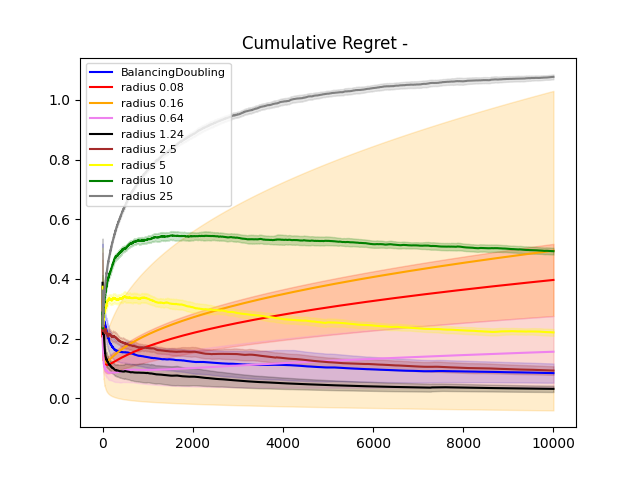 Cumulative Regret -
BalancingDoubling
radius 0.08
radius 0.16
radius 0.64
radius 1.24
radius 2.5
radius 5
radius 10
radius 25
1.0
0.8
0.6
0.4
0.2
0.0
0 2000 4000 6000 8000 10000